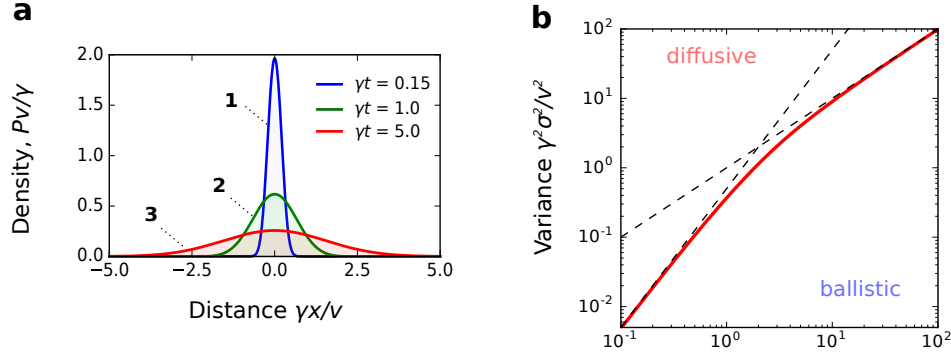 a
2.0
1.5
1.0
0.5
0.0
−5.0
−2.5
0.0
2.5
5.0
Density, Pv/γ
Distance γx/v
1
2
3
γt = 0.15
γt = 1.0
γt = 5.0
b
10²
10¹
10⁰
10⁻¹
10⁻²
10⁻¹
10⁰
10¹
10²
Variance γ²σ²/v²
diffusive
ballistic